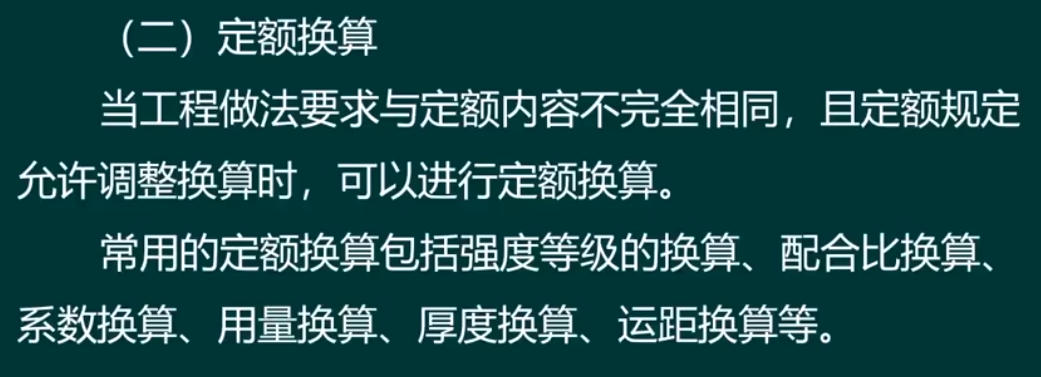 （二）定额换算
当工程做法要求与定额内容不完全相同，且定额规定
允许调整换算时，可以进行定额换算。
常用的定额换算包括强度等级的换算、配合比换算、
系数换算、用量换算、厚度换算、运距换算等。